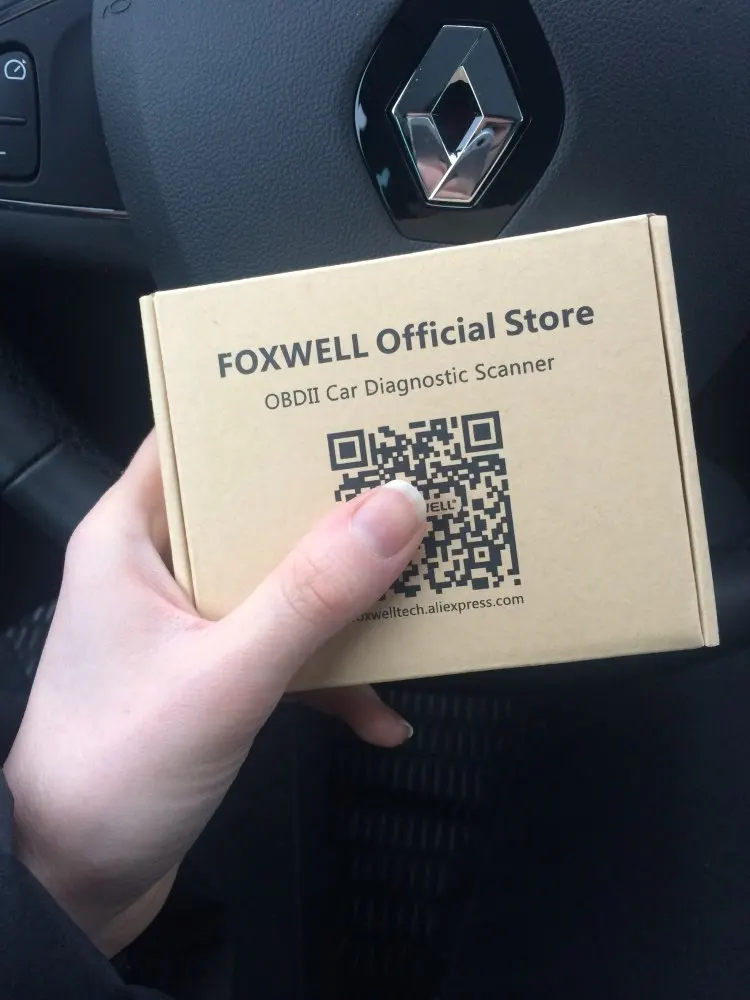 FOXWELL Official Store
OBDII Car Diagnostic Scanner